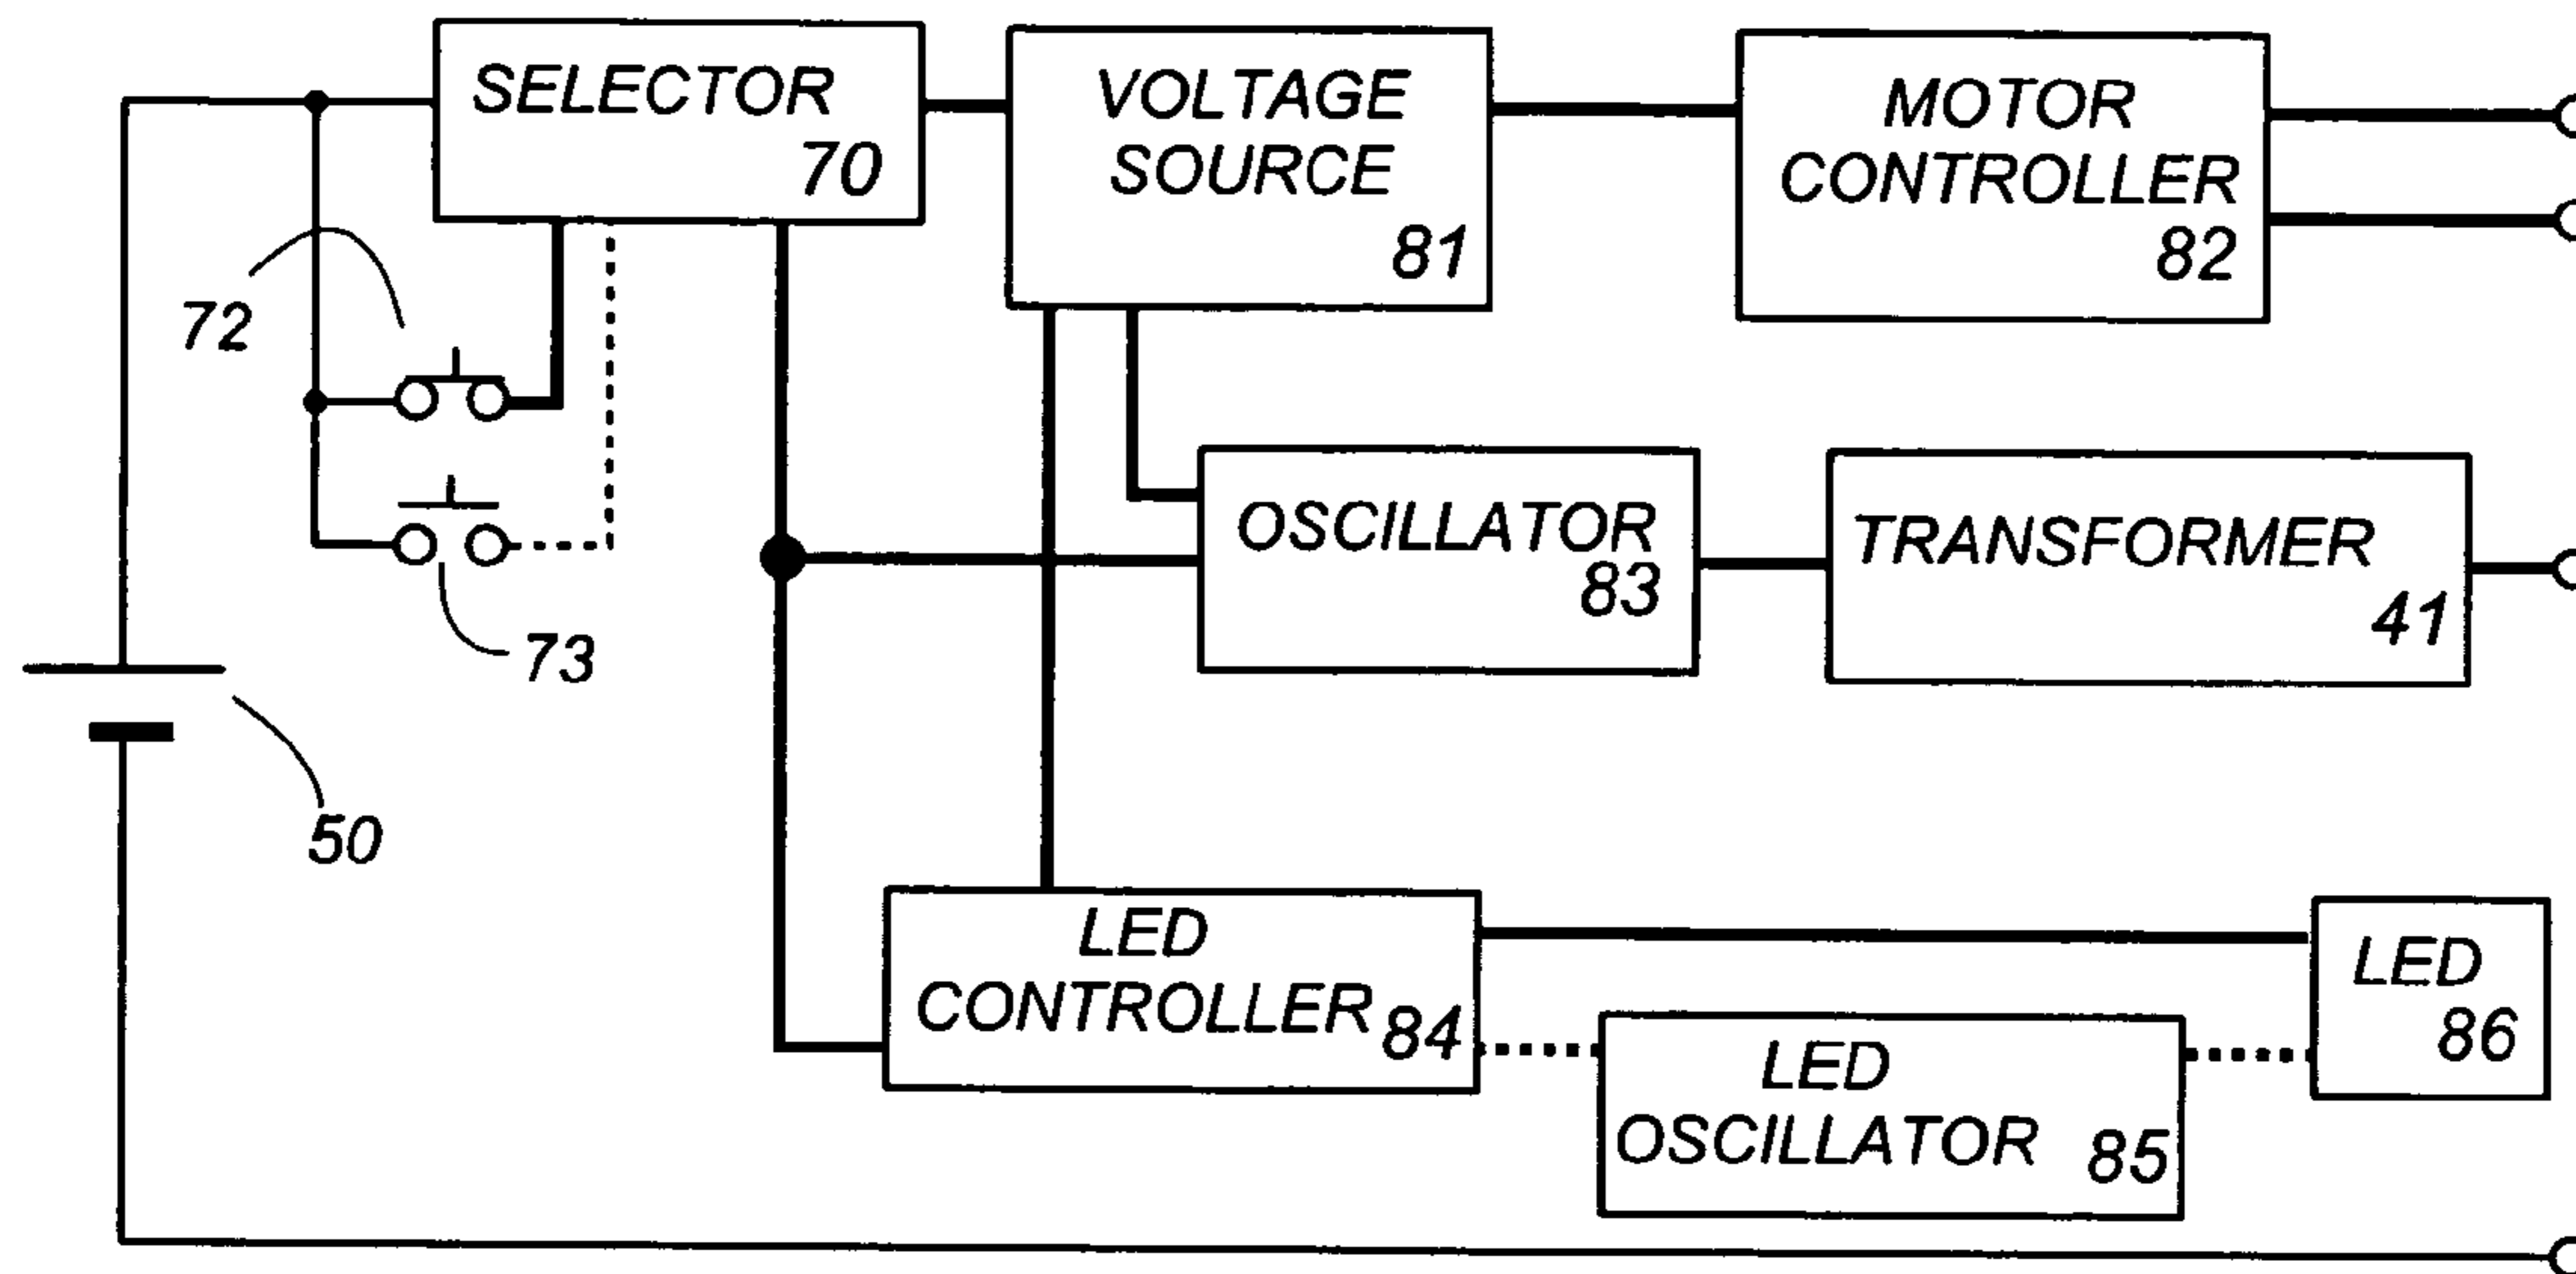 SELECTOR
70
VOLTAGE
SOURCE
81
MOTOR
CONTROLLER
82
72
73
50
OSCILLATOR
83
TRANSFORMER
41
LED
CONTROLLER
84
LED
OSCILLATOR
85
LED
86